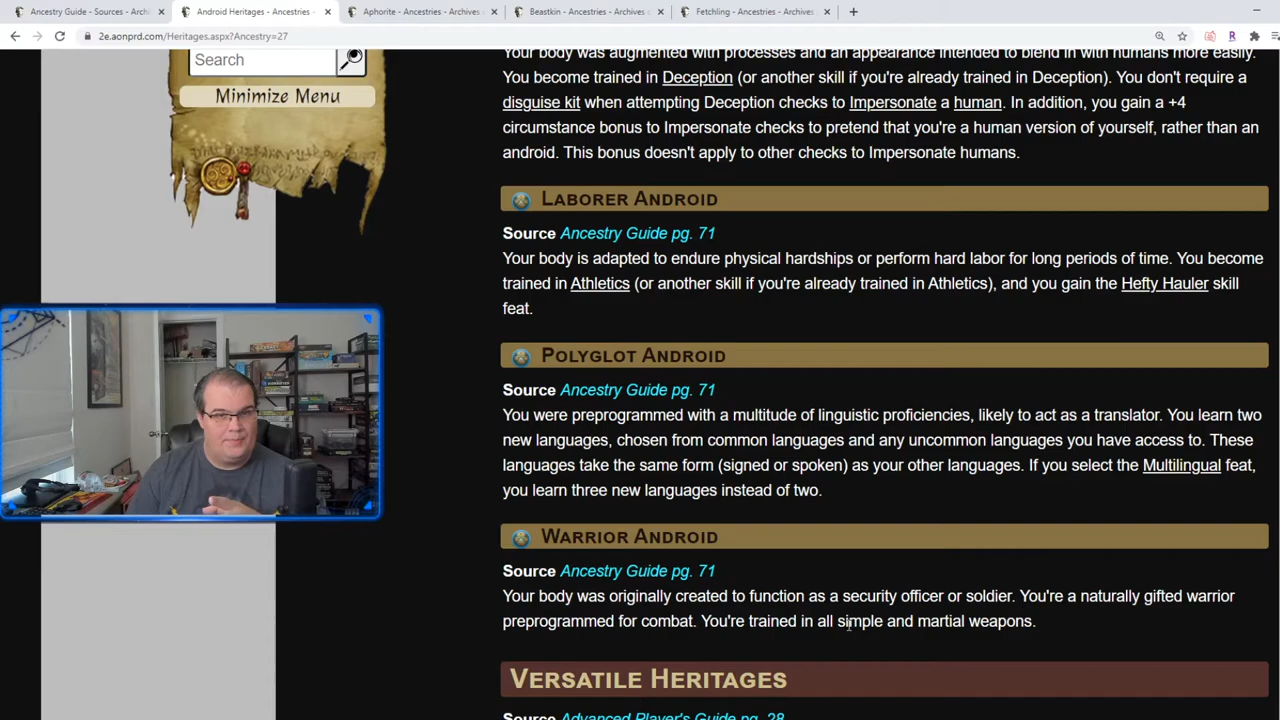 Ancestry Guide - Sources - Archi
Android Heritages - Ancestries -
Aphorite - Ancestries - Archives
Beastkin - Ancestries - Archives
Fetchling - Ancestries - Archives
2e.aonprd.com/Heritages.aspx?Ancestry=27
Search
Minimize Menu
Your body was augmented with processes and an appearance intended to blend in with humans more easily.
You become trained in Deception (or another skill if you're already trained in Deception). You don't require a
disguise kit when attempting Deception checks to Impersonate a human. In addition, you gain a +4
circumstance bonus to Impersonate checks to pretend that you're a human version of yourself, rather than an
android. This bonus doesn't apply to other checks to Impersonate humans.
Laborer Android
Source Ancestry Guide pg. 71
Your body is adapted to endure physical hardships or perform hard labor for long periods of time. You become
trained in Athletics (or another skill if you're already trained in Athletics), and you gain the Hefty Hauler skill
feat.
Polyglot Android
Source Ancestry Guide pg. 71
You were preprogrammed with a multitude of linguistic proficiencies, likely to act as a translator. You learn two
new languages, chosen from common languages and any uncommon languages you have access to. These
languages take the same form (signed or spoken) as your other languages. If you select the Multilingual feat,
you learn three new languages instead of two.
Warrior Android
Source Ancestry Guide pg. 71
Your body was originally created to function as a security officer or soldier. You're a naturally gifted warrior
preprogrammed for combat. You're trained in all simple and martial weapons.
Versatile Heritages
Source Advanced Player's Guide pg. 28